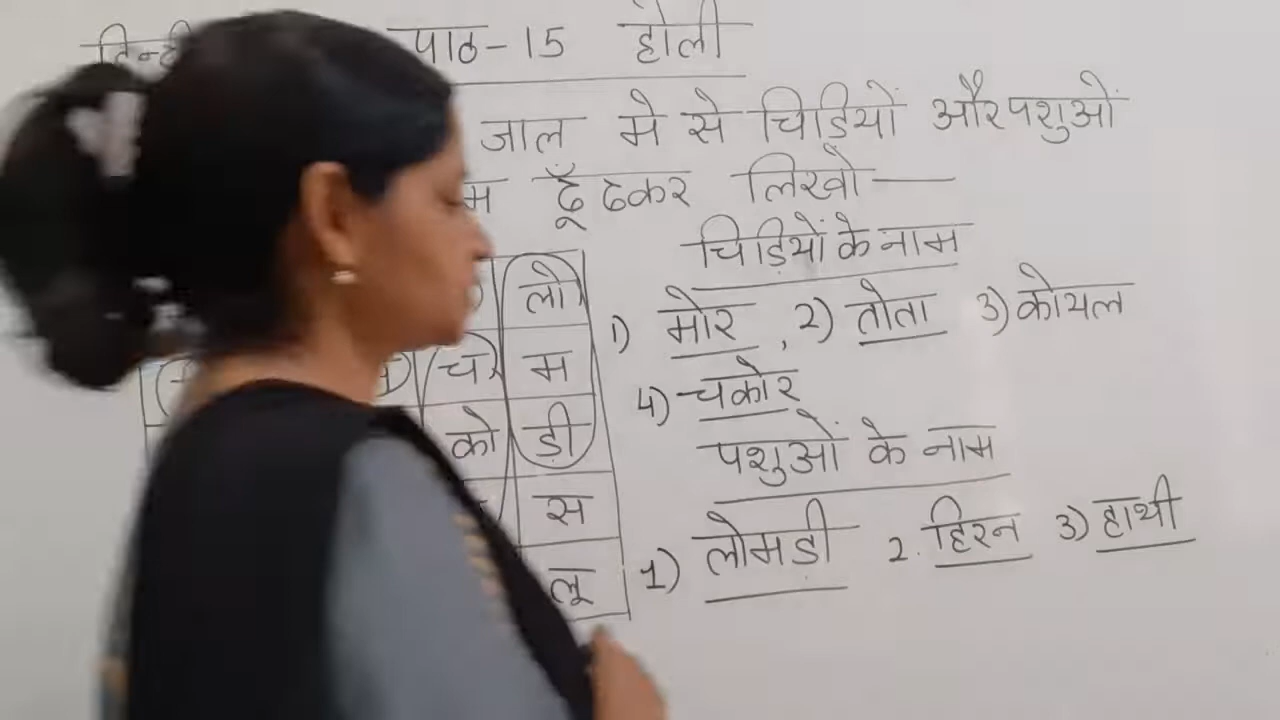 पाठ-15 होली
जाल मे से चिड़ियों और पशुओं
ढूँढकर लिखो—
चिड़ियों के नाम
1) मोर , 2) तोता 3) कोयल
4) चकोर
पशुओं के नाम
1) लोमड़ी 2. हिरन 3) हाथी
लो
च म
को ड़ी
स
लू